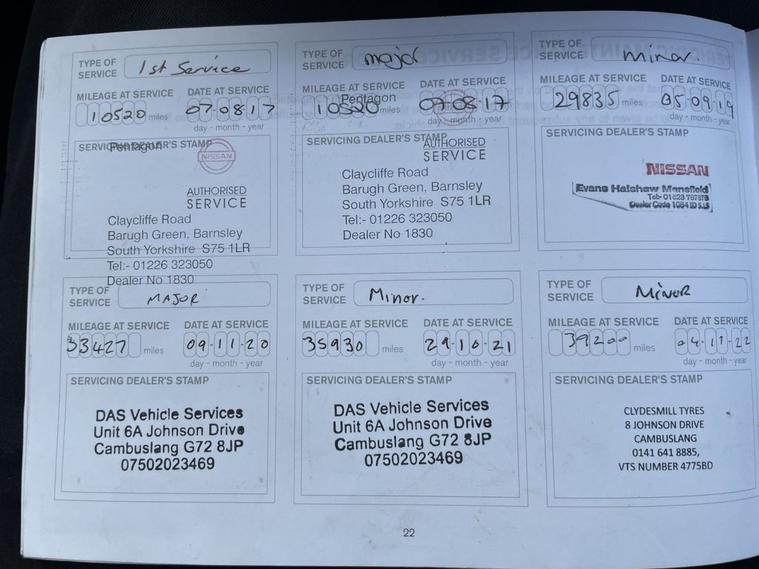 TYPE OF SERVICE 1st Service
MILEAGE AT SERVICE DATE AT SERVICE
10520 miles 07-08-17
day - month - year
SERVICING DEALER'S STAMP
Pentagon
NISSAN
AUTHORISED
SERVICE
Claycliffe Road
Barugh Green, Barnsley
South Yorkshire S75 1LR
Tel:- 01226 323050
Dealer No 1830
TYPE OF SERVICE major
MILEAGE AT SERVICE DATE AT SERVICE
10520 miles 07-08-17
Pentagon
day - month - year
SERVICING DEALER'S STAMP
AUTHORISED
SERVICE
Claycliffe Road
Barugh Green, Barnsley
South Yorkshire S75 1LR
Tel:- 01226 323050
Dealer No 1830
TYPE OF SERVICE minor.
MILEAGE AT SERVICE DATE AT SERVICE
29835 miles 05-09-19
day - month - year
SERVICING DEALER'S STAMP
NISSAN
Evans Halshaw Mansfield
TYPE OF SERVICE MAJOR
MILEAGE AT SERVICE DATE AT SERVICE
33427 miles 09-11-20
day - month - year
SERVICING DEALER'S STAMP
DAS Vehicle Services
Unit 6A Johnson Drive
Cambuslang G72 8JP
07502023469
TYPE OF SERVICE Minor.
MILEAGE AT SERVICE DATE AT SERVICE
35930 miles 29-10-21
day - month - year
SERVICING DEALER'S STAMP
DAS Vehicle Services
Unit 6A Johnson Drive
Cambuslang G72 8JP
07502023469
TYPE OF SERVICE MINOR
MILEAGE AT SERVICE DATE AT SERVICE
39200 miles 04-11-22
day - month - year
SERVICING DEALER'S STAMP
CLYDESMILL TYRES
8 JOHNSON DRIVE
CAMBUSLANG
0141 641 8885,
VTS NUMBER 4775BD
22